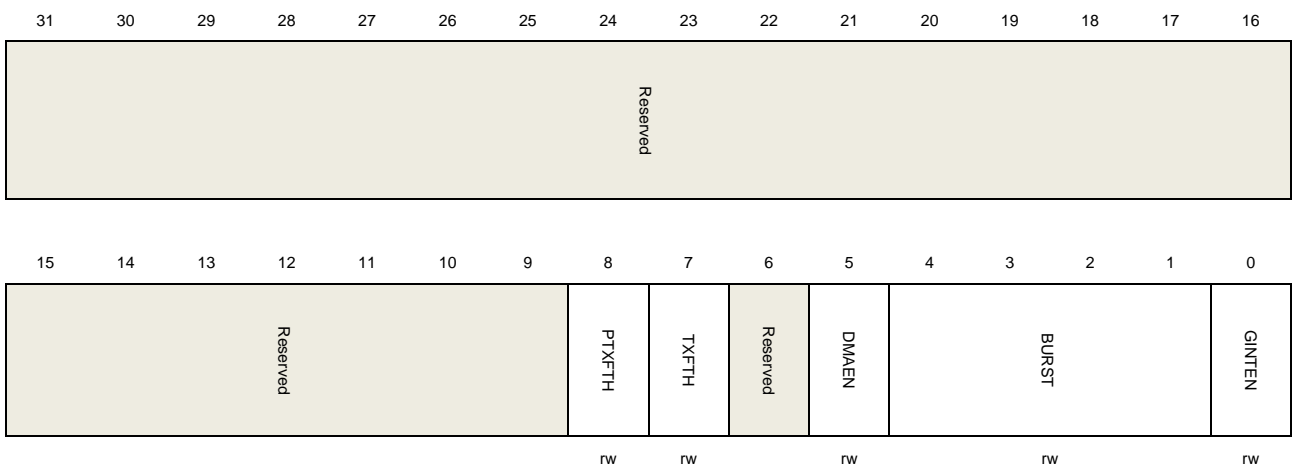 31 30 29 28 27 26 25 24 23 22 21 20 19 18 17 16
Reserved
15 14 13 12 11 10 9 8 7 6 5 4 3 2 1 0
Reserved PTXFTH TXFTH Reserved DMAEN BURST GINTEN
rw rw rw rw rw